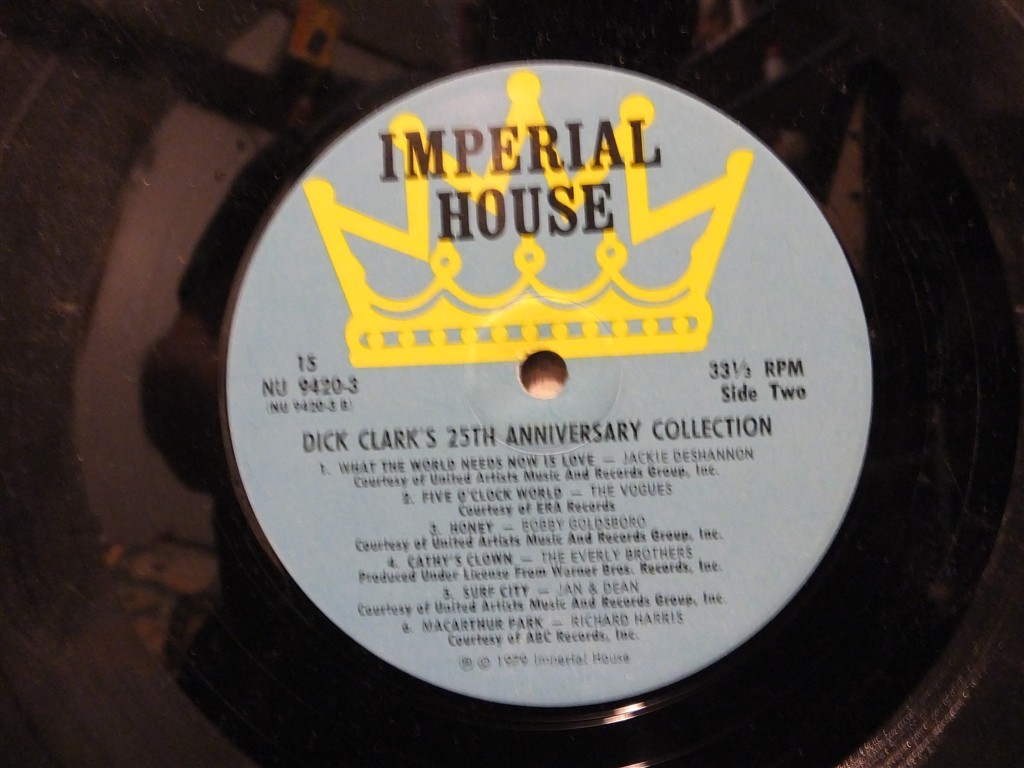 IMPERIAL
HOUSE
15
NU 9420-3
(NU 9420-3 B)
33⅓ RPM
Side Two
DICK CLARK'S 25TH ANNIVERSARY COLLECTION
1. WHAT THE WORLD NEEDS NOW IS LOVE — JACKIE DESHANNON
Courtesy of United Artists Music And Records Group, Inc.
2. FIVE O'CLOCK WORLD — THE VOGUES
Courtesy of ERA Records
3. HONEY — BOBBY GOLDSBORO
Courtesy of United Artists Music And Records Group, Inc.
4. CATHY'S CLOWN — THE EVERLY BROTHERS
Produced Under License From Warner Bros. Records, Inc.
5. SURF CITY — JAN & DEAN
Courtesy of United Artists Music And Records Group, Inc.
6. MACARTHUR PARK — RICHARD HARRIS
Courtesy of ABC Records, Inc.
℗ © 1979 Imperial House